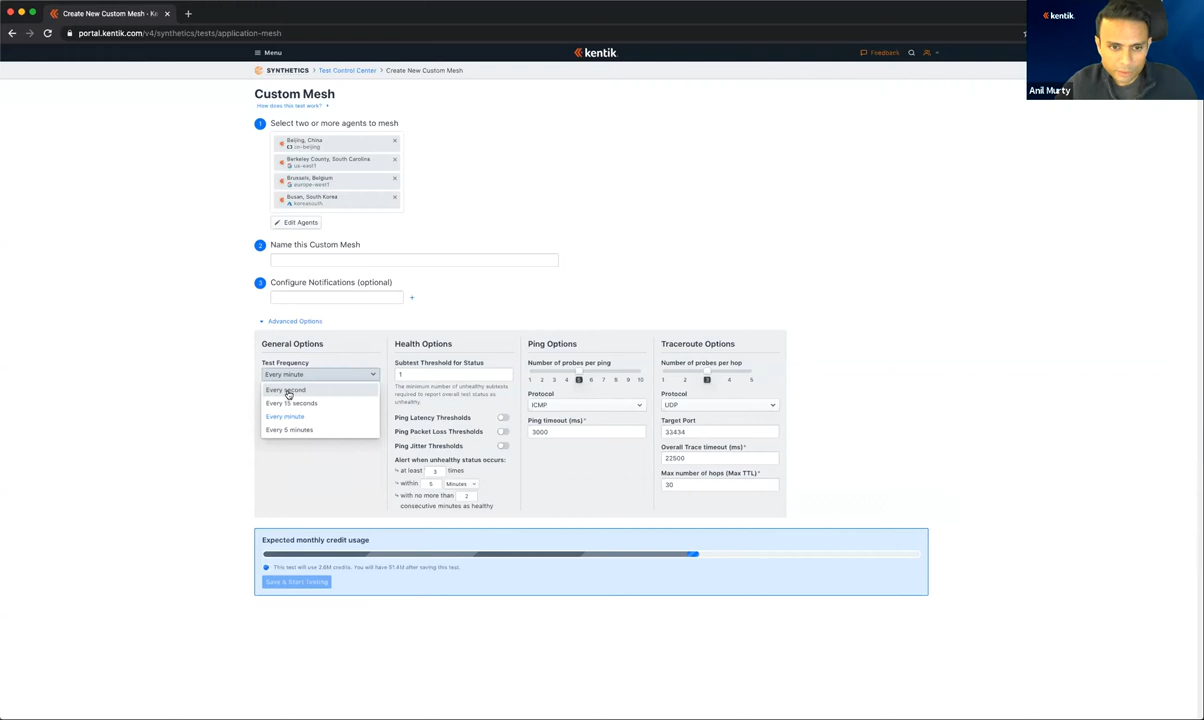 Create New Custom Mesh · Ke
portal.kentik.com/v4/synthetics/tests/application-mesh
kentik.
Anil Murty
Menu
kentik.
Feedback
SYNTHETICS › Test Control Center › Create New Custom Mesh
Custom Mesh
How does this test work?
1 Select two or more agents to mesh
Beijing, China
cn-beijing
Berkeley County, South Carolina
us-east1
Brussels, Belgium
europe-west1
Busan, South Korea
koreasouth
Edit Agents
2 Name this Custom Mesh
3 Configure Notifications (optional)
+
Advanced Options
General Options
Test Frequency
Every minute
Every second
Every 15 seconds
Every minute
Every 5 minutes
Health Options
Subtest Threshold for Status
1
The minimum number of unhealthy subtests
required to report overall test status as
unhealthy.
Ping Latency Thresholds
Ping Packet Loss Thresholds
Ping Jitter Thresholds
Alert when unhealthy status occurs:
at least 3 times
within 5 Minutes
with no more than 2
consecutive minutes as healthy
Ping Options
Number of probes per ping
1 2 3 4 5 6 7 8 9 10
Protocol
ICMP
Ping timeout (ms)*
3000
Traceroute Options
Number of probes per hop
1 2 3 4 5
Protocol
UDP
Target Port
33434
Overall Trace timeout (ms)*
22500
Max number of hops (Max TTL)*
30
Expected monthly credit usage
This test will use 2.6M credits. You will have 51.4M after saving this test.
Save & Start Testing